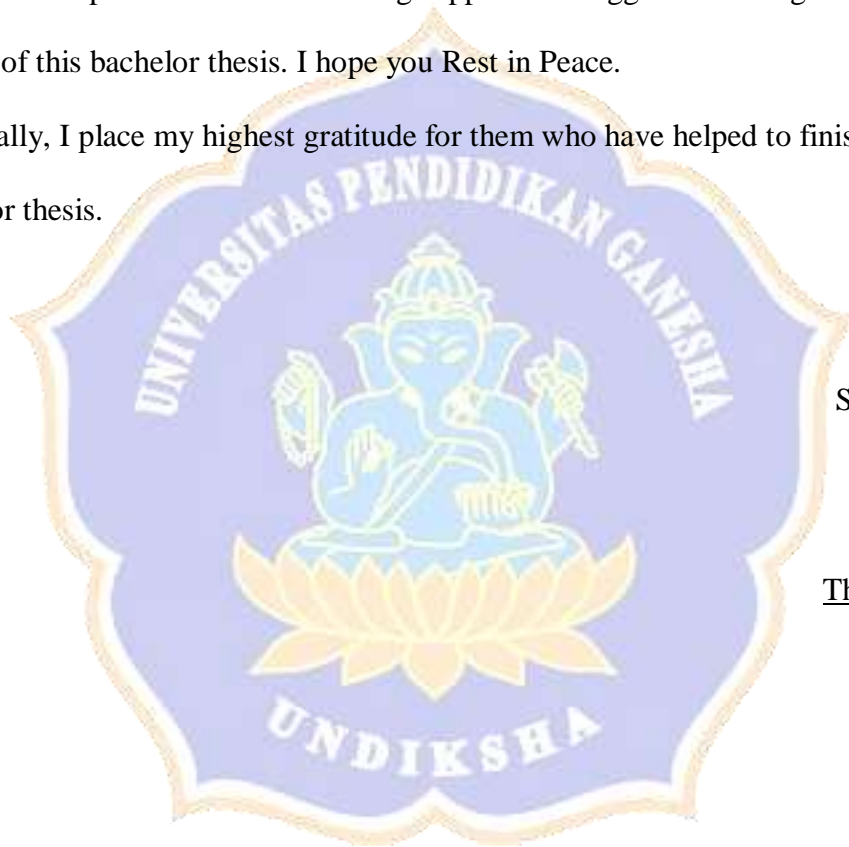 of this bachelor thesis. I hope you Rest in Peace.
ally, I place my highest gratitude for them who have helped to finis
or thesis.
UNIVERSITAS PENDIDIKAN GANESHA
S
Th
UNDIKSHA